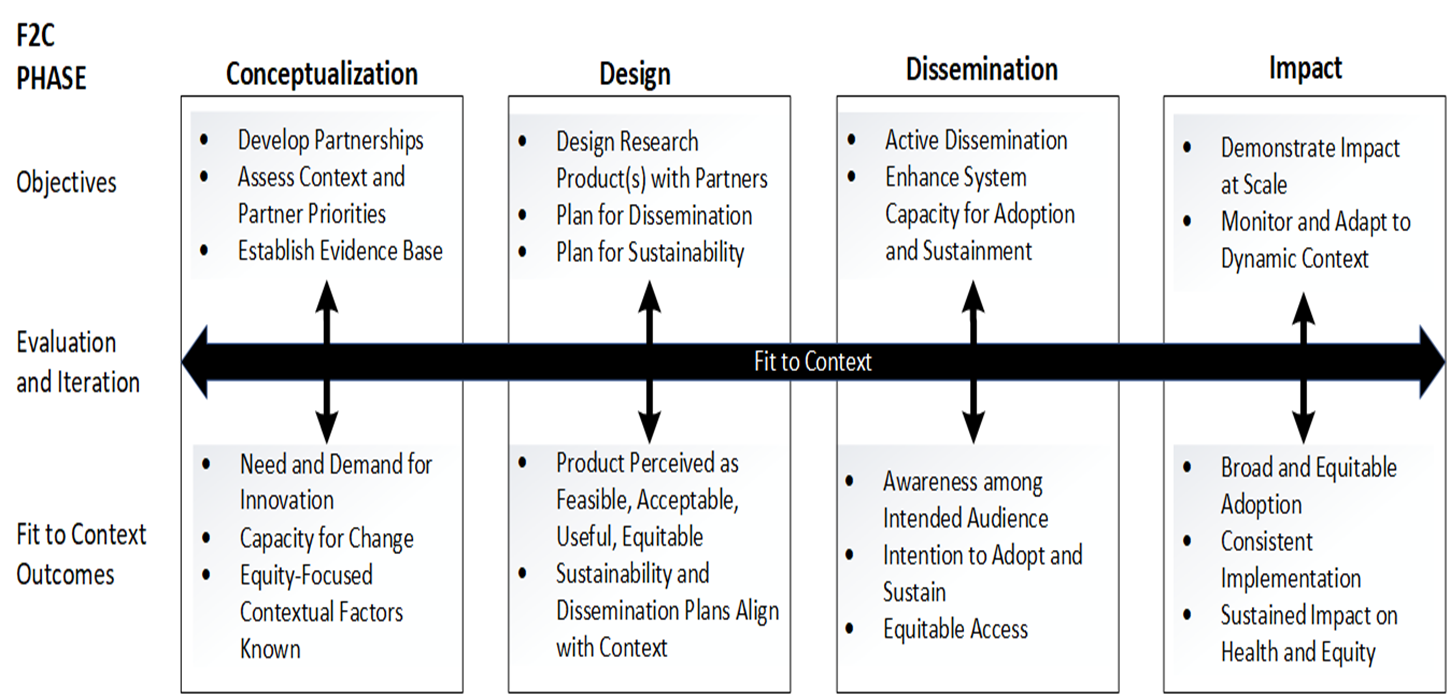 F2C
PHASE
Conceptualization
Design
Dissemination
Impact
Objectives
• Develop Partnerships
• Assess Context and
Partner Priorities
• Establish Evidence Base
• Design Research
Product(s) with Partners
• Plan for Dissemination
• Plan for Sustainability
• Active Dissemination
• Enhance System
Capacity for Adoption
and Sustainment
• Demonstrate Impact
at Scale
• Monitor and Adapt to
Dynamic Context
Evaluation
and Iteration
Fit to Context
Fit to Context
Outcomes
• Need and Demand for
Innovation
• Capacity for Change
• Equity-Focused
Contextual Factors
Known
• Product Perceived as
Feasible, Acceptable,
Useful, Equitable
• Sustainability and
Dissemination Plans Align
with Context
• Awareness among
Intended Audience
• Intention to Adopt and
Sustain
• Equitable Access
• Broad and Equitable
Adoption
• Consistent
Implementation
• Sustained Impact on
Health and Equity